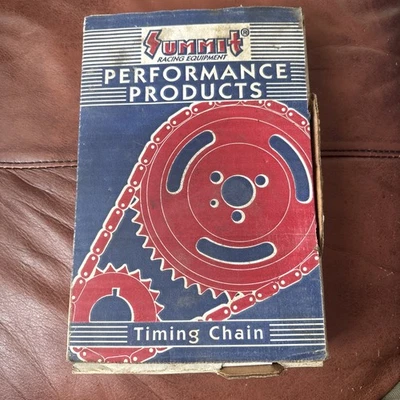 Summit®
RACING EQUIPMENT
PERFORMANCE
PRODUCTS
Timing Chain